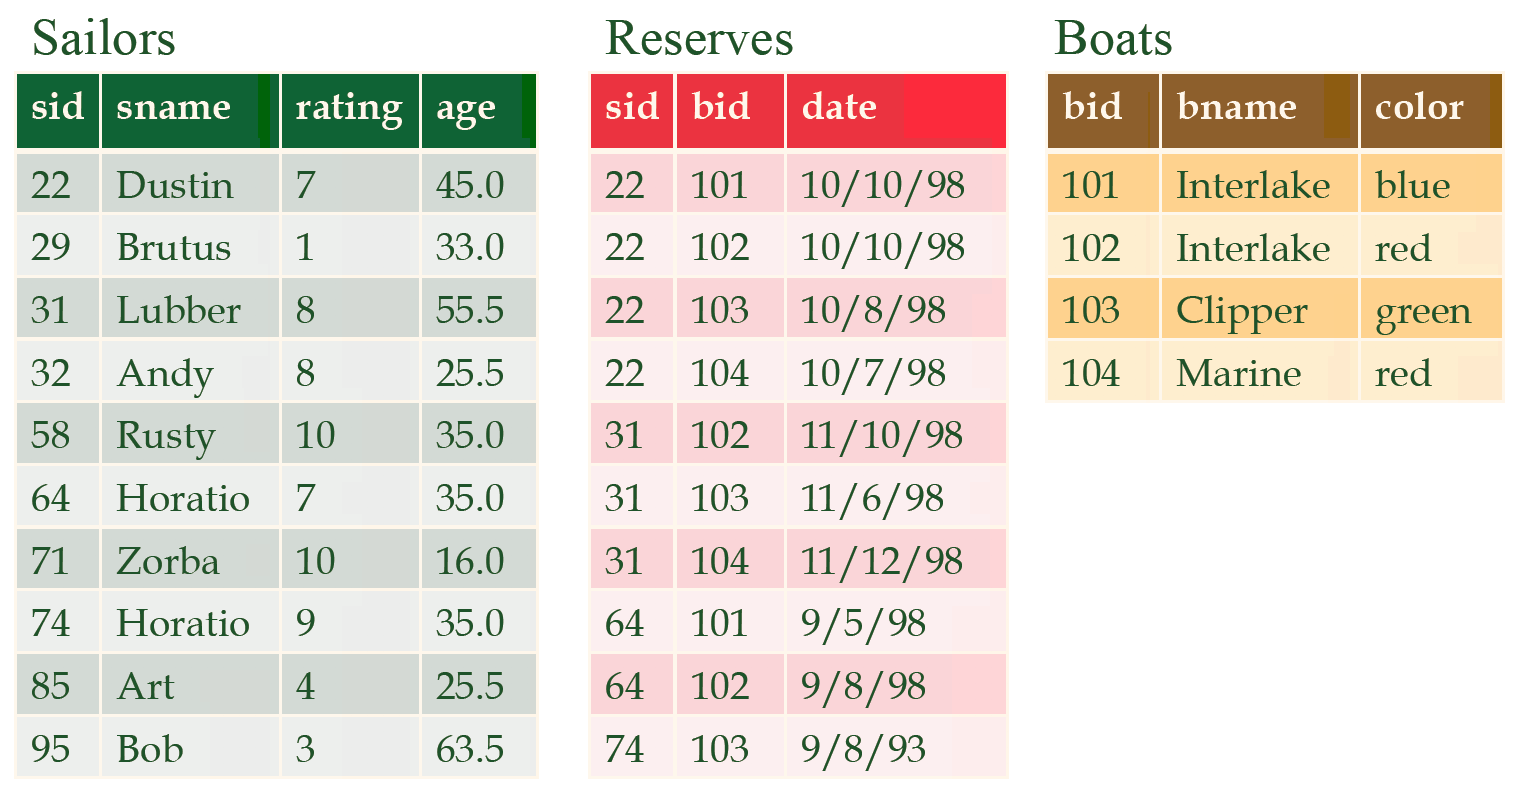 Sailors
sid sname rating age
22 Dustin 7 45.0
29 Brutus 1 33.0
31 Lubber 8 55.5
32 Andy 8 25.5
58 Rusty 10 35.0
64 Horatio 7 35.0
71 Zorba 10 16.0
74 Horatio 9 35.0
85 Art 4 25.5
95 Bob 3 63.5
Reserves
sid bid date
22 101 10/10/98
22 102 10/10/98
22 103 10/8/98
22 104 10/7/98
31 102 11/10/98
31 103 11/6/98
31 104 11/12/98
64 101 9/5/98
64 102 9/8/98
74 103 9/8/93
Boats
bid bname color
101 Interlake blue
102 Interlake red
103 Clipper green
104 Marine red